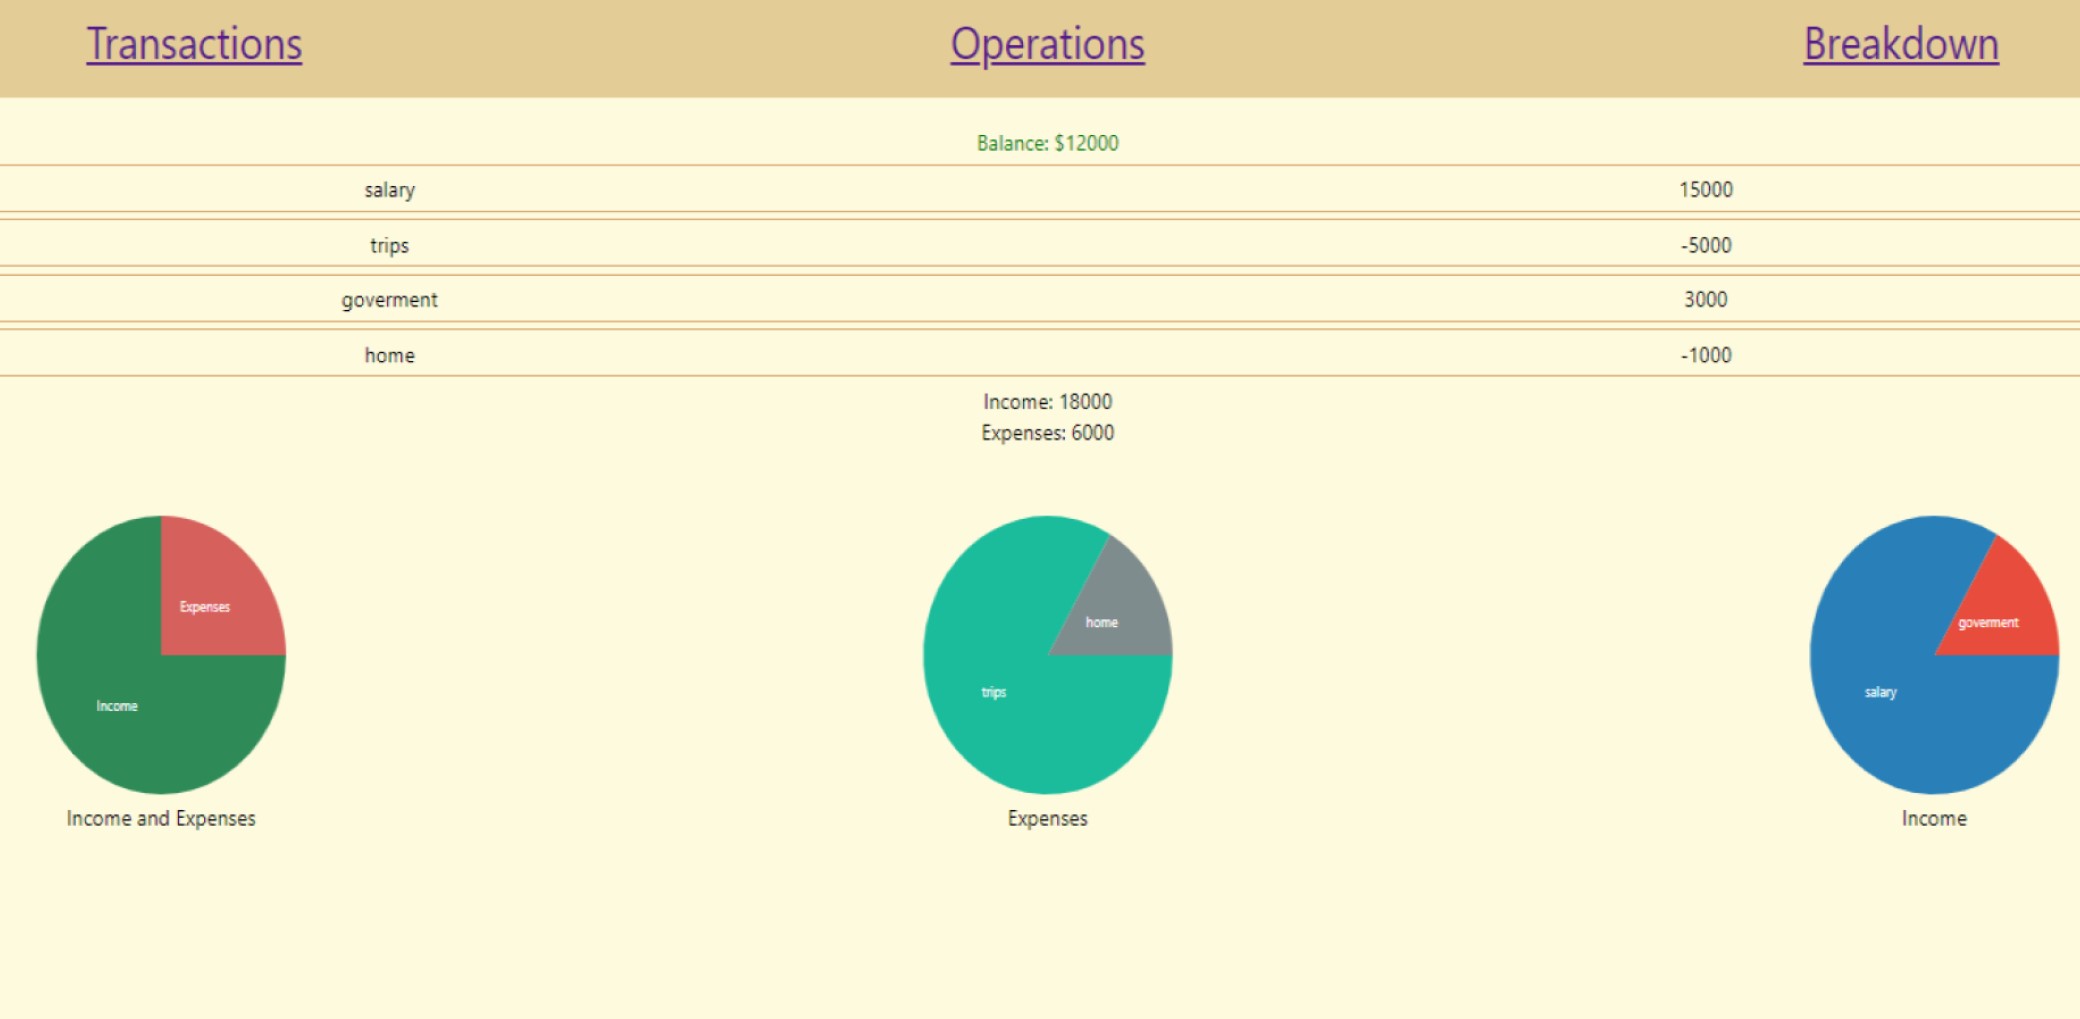 Transactions Operations Breakdown
Balance: $12000
salary 15000
trips -5000
goverment 3000
home -1000
Income: 18000
Expenses: 6000
Expenses
Income
Income and Expenses
home
trips
Expenses
goverment
salary
Income